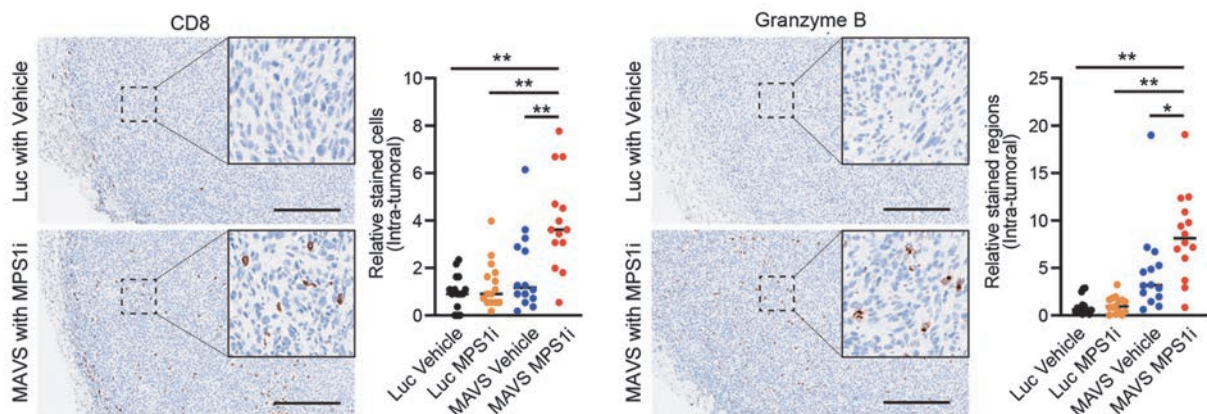 CD8
Luc with Vehicle
MAVS with MPS1i
Relative stained cells
(Intra-tumoral)
10
8
6
4
2
0
**
**
**
Luc Vehicle
Luc MPS1i
MAVS Vehicle
MAVS MPS1i
Granzyme B
Luc with Vehicle
MAVS with MPS1i
Relative stained regions
(Intra-tumoral)
25
20
15
10
5
0
**
**
*
Luc Vehicle
Luc MPS1i
MAVS Vehicle
MAVS MPS1i